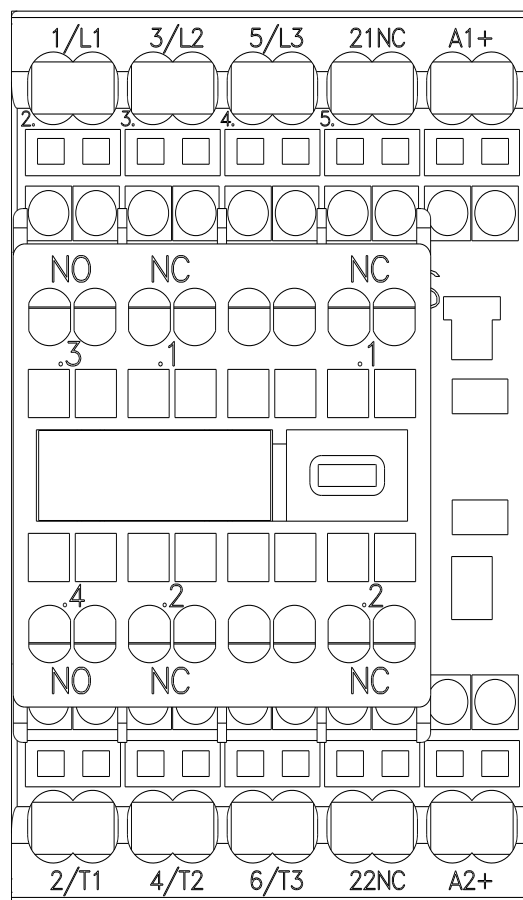 1/L1 3/L2 5/L3 21NC A1+
2. 3. 4. 5.
NO NC NC
.3 .1 .1
.4 .2 .2
NO NC NC
2/T1 4/T2 6/T3 22NC A2+